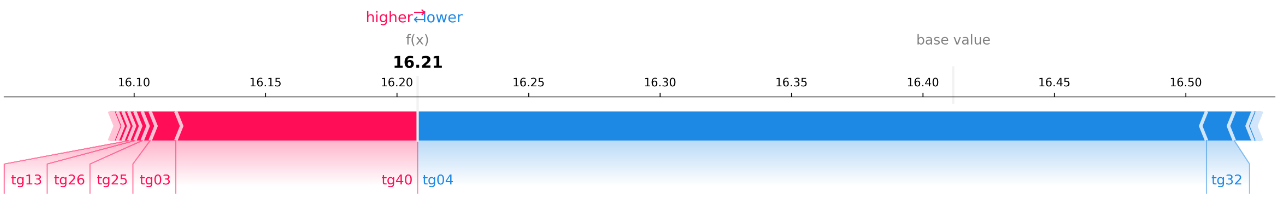 higher ⇄ lower
f(x) base value
16.21
16.10 16.15 16.20 16.25 16.30 16.35 16.40 16.45 16.50
tg13 tg26 tg25 tg03 tg40 tg04 tg32